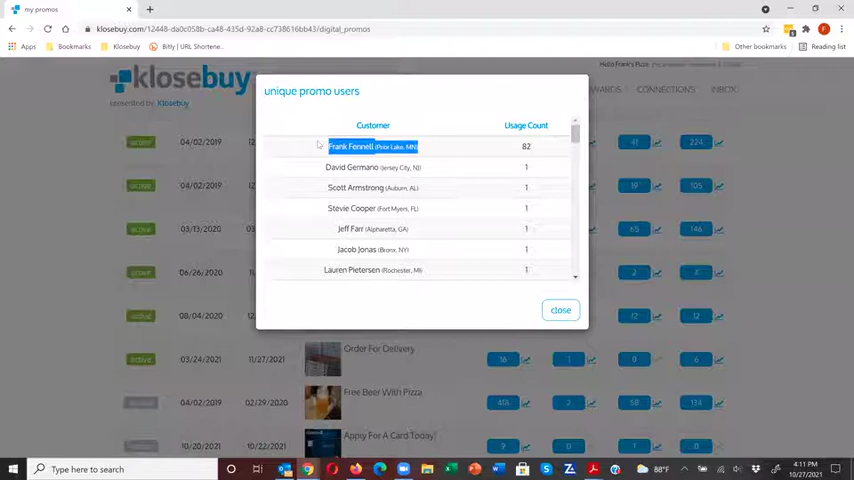 my promos
klosebuy.com/12448-da0c058b-ca48-435d-92a8-cc738616bb43/digital_promos
Apps Bookmarks Klosebuy Bitly | URL Shortene... Other bookmarks Reading list
klosebuy
presented by: Klosebuy
CONNECTIONS INBOX
unique promo users
Customer Usage Count
Frank Fennell (Prior Lake, MN) 82
David Germano (Jersey City, NJ) 1
Scott Armstrong (Auburn, AL) 1
Stevie Cooper (Fort Myers, FL) 1
Jeff Farr (Alpharetta, GA) 1
Jacob Jonas (Bronx, NY) 1
Lauren Pietersen (Rochester, MI) 1
close
active 04/02/2019 41 224
active 04/02/2019 19 105
active 03/13/2020 65 146
active 06/26/2020 2 4
active 08/04/2020 12 12
active 03/24/2021 11/27/2021 Order For Delivery 16 1 0 6
04/02/2019 02/29/2020 Free Beer With Pizza 404 2 58 134
10/20/2021 10/22/2021 Apply For A Card Today! 9 0 1 0
Type here to search 88°F 4:11 PM
10/27/2021